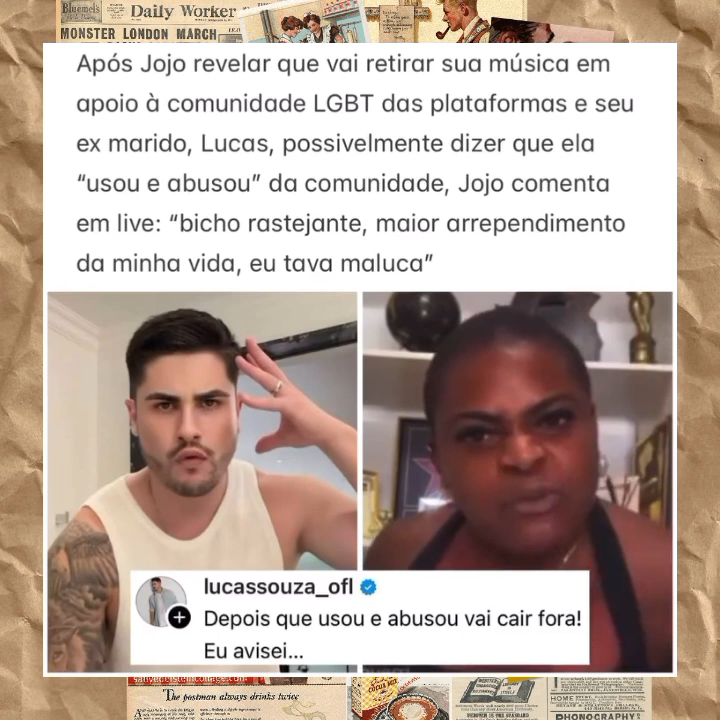 Bluemels
Daily Worker
MONSTER LONDON MARCH
Após Jojo revelar que vai retirar sua música em
apoio à comunidade LGBT das plataformas e seu
ex marido, Lucas, possivelmente dizer que ela
“usou e abusou” da comunidade, Jojo comenta
em live: “bicho rastejante, maior arrependimento
da minha vida, eu tava maluca”
lucassouza_ofl
Depois que usou e abusou vai cair fora!
Eu avisei...
The postman always drinks twice
HOME STUDY
PHONOGRAPHY